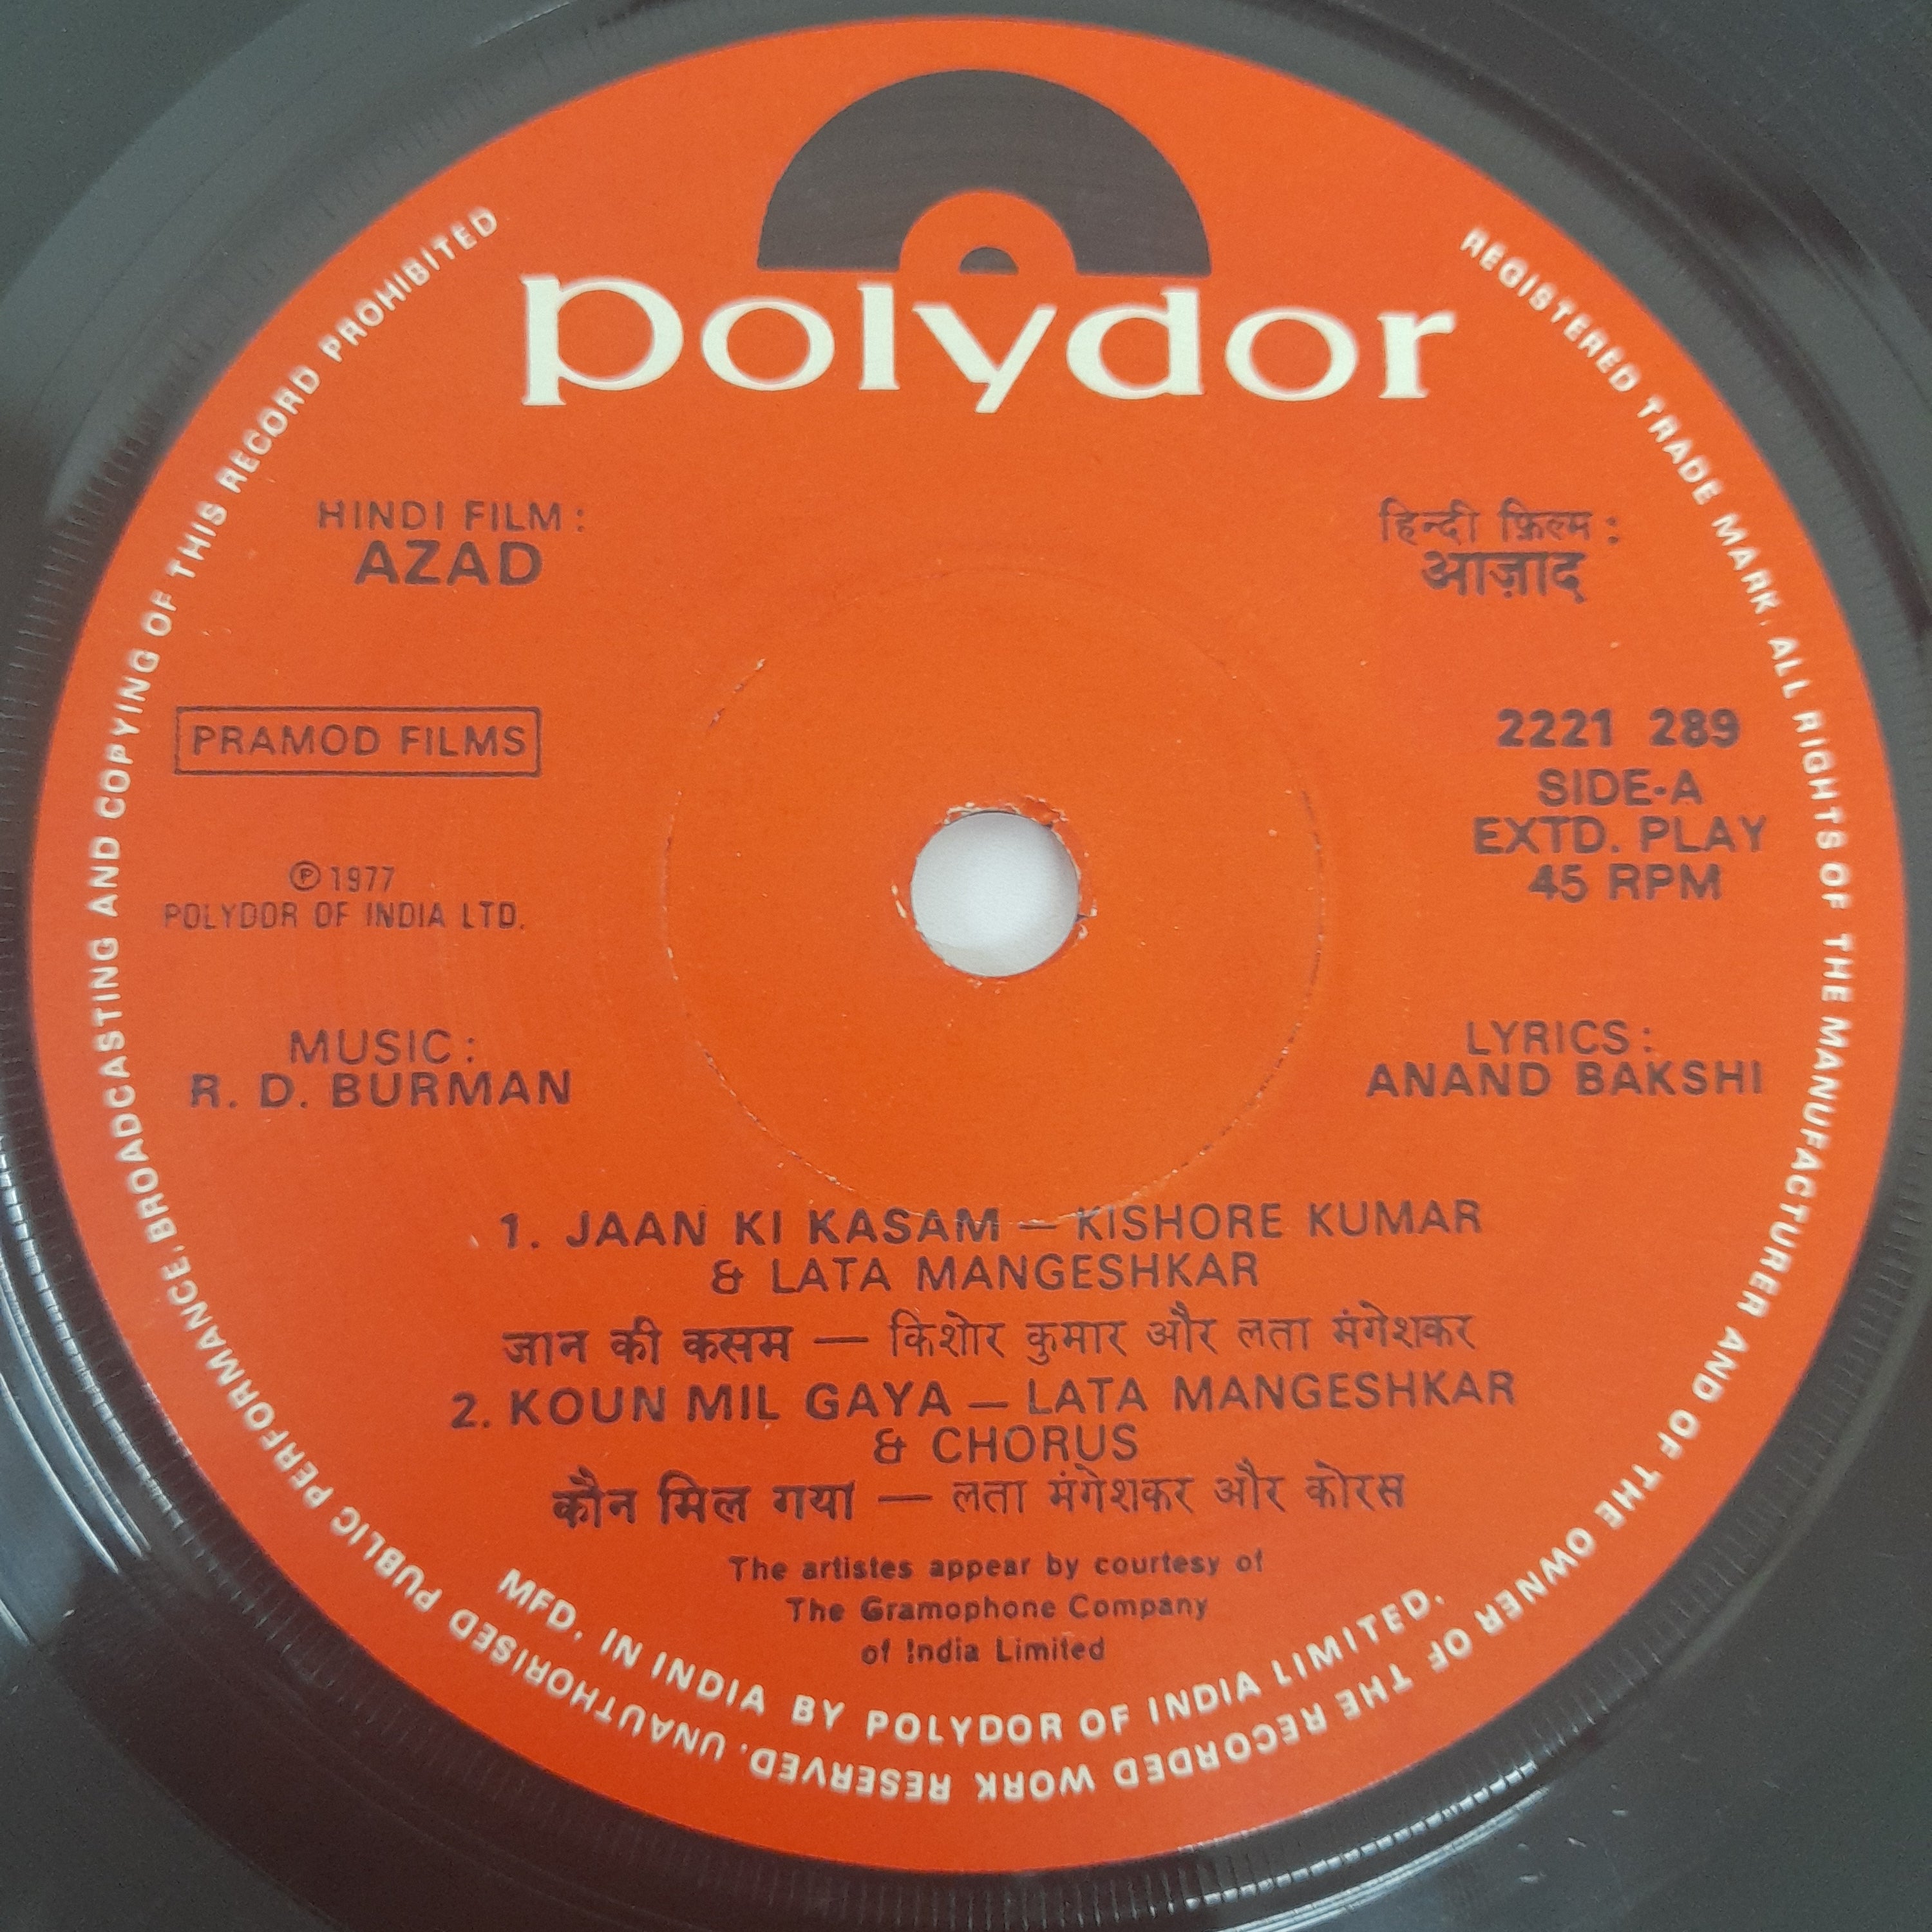 polydor
HINDI FILM :
AZAD
हिन्दी फ़िल्म :
आज़ाद
PRAMOD FILMS
2221 289
SIDE-A
EXTD. PLAY
45 RPM
Ⓟ 1977
POLYDOR OF INDIA LTD.
MUSIC :
R. D. BURMAN
LYRICS :
ANAND BAKSHI
1. JAAN KI KASAM — KISHORE KUMAR
& LATA MANGESHKAR
जान की कसम — किशोर कुमार और लता मंगेशकर
2. KOUN MIL GAYA — LATA MANGESHKAR
& CHORUS
कौन मिल गया — लता मंगेशकर और कोरस
The artistes appear by courtesy of
The Gramophone Company
of India Limited
MFD. IN INDIA BY POLYDOR OF INDIA LIMITED.
REGISTERED TRADE MARK. ALL RIGHTS OF THE MANUFACTURER AND OF THE OWNER OF THE RECORDED WORK RESERVED. UNAUTHORISED PUBLIC PERFORMANCE, BROADCASTING AND COPYING OF THIS RECORD PROHIBITED